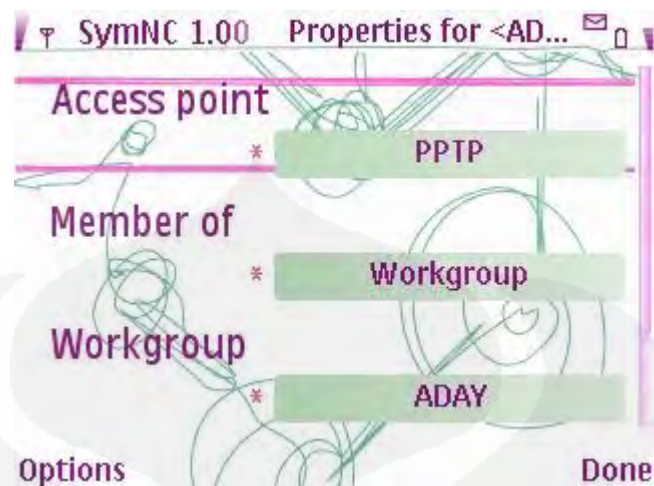 SymNC 1.00 Properties for <AD...
Access point
* PPTP
Member of
* Workgroup
Workgroup
* ADAY
Options Done